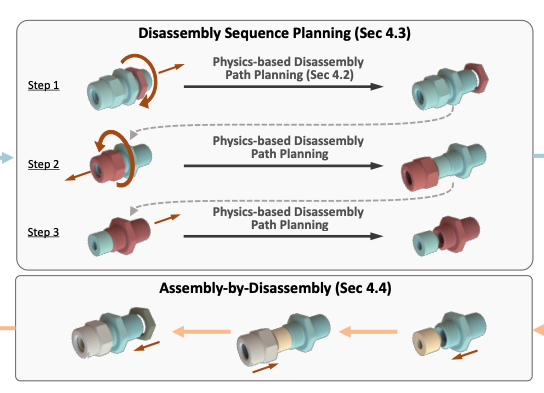 Disassembly Sequence Planning (Sec 4.3)
Step 1
Physics-based Disassembly
Path Planning (Sec 4.2)
Step 2
Physics-based Disassembly
Path Planning
Step 3
Physics-based Disassembly
Path Planning
Assembly-by-Disassembly (Sec 4.4)